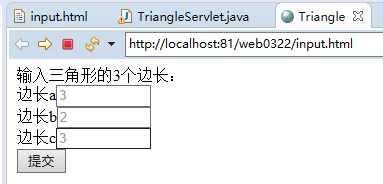 input.html TriangleServlet.java Triangle
http://localhost:81/web0322/input.html
输入三角形的3个边长：
边长a3
边长b2
边长c3
提交